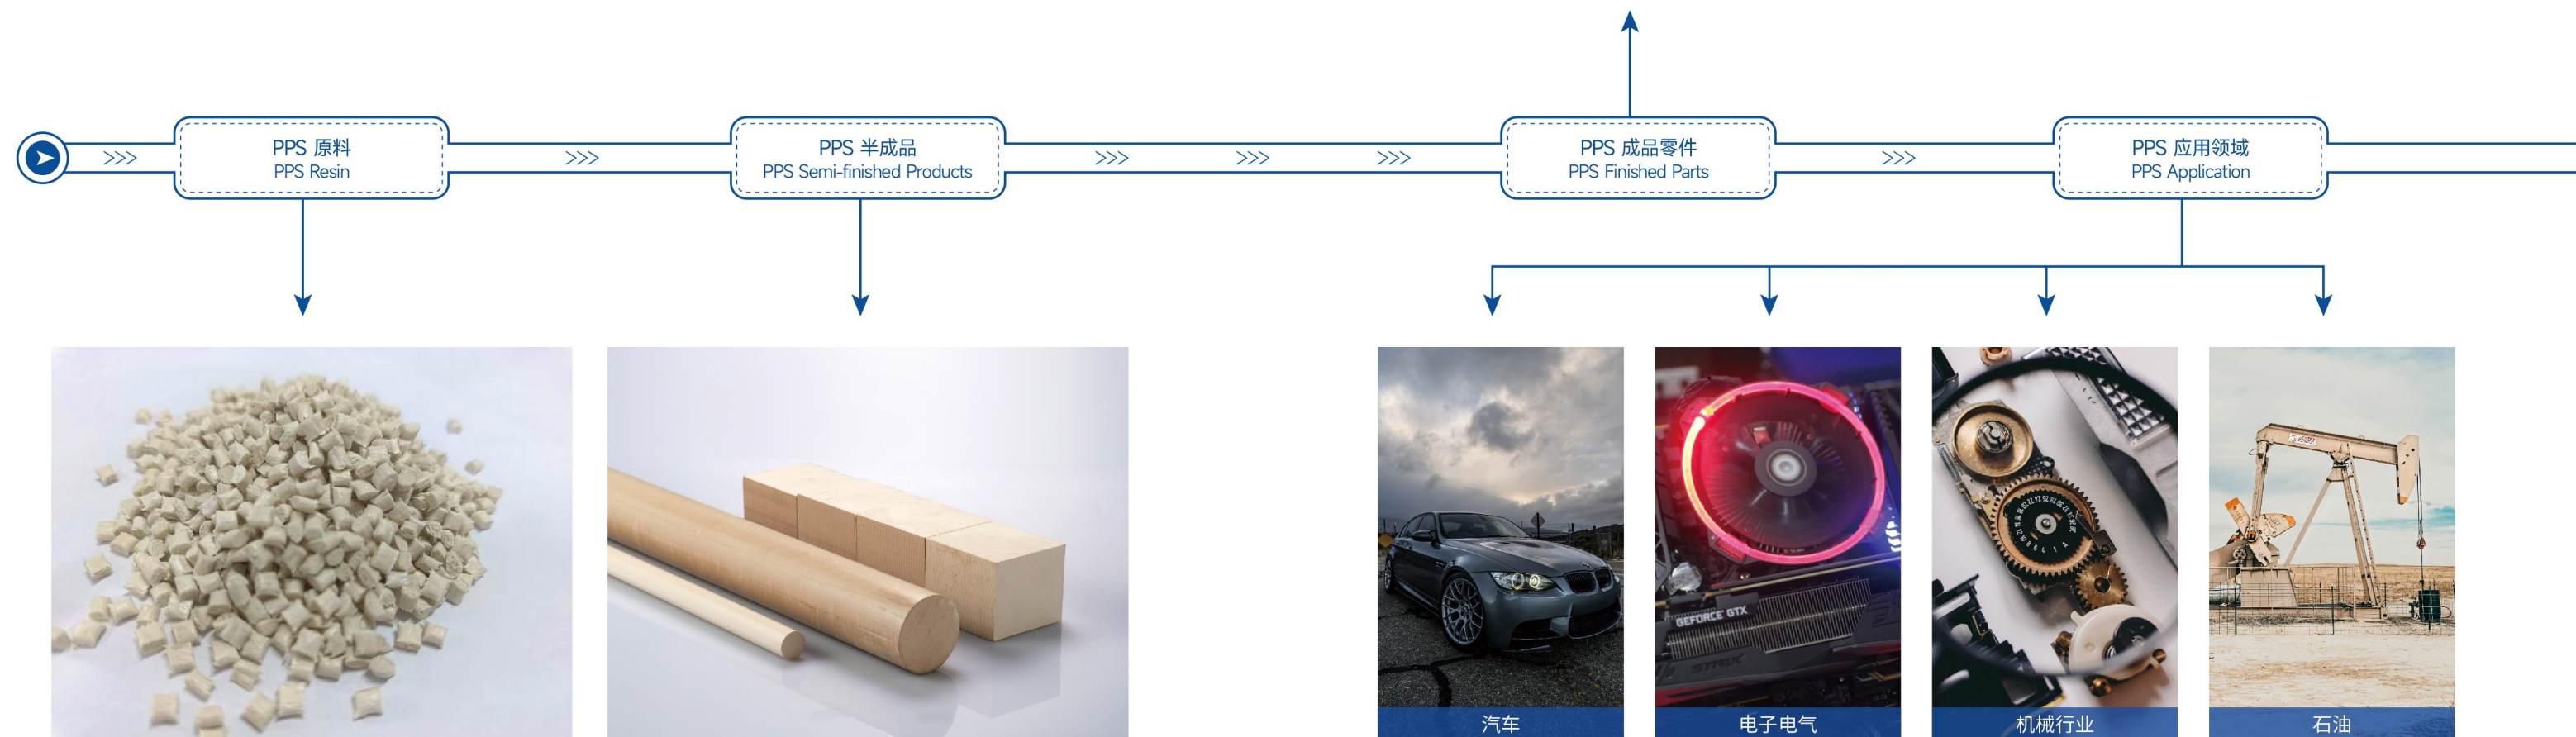 PPS 原料
PPS Resin
PPS 半成品
PPS Semi-finished Products
PPS 成品零件
PPS Finished Parts
PPS 应用领域
PPS Application
GEFORCE GTX
STRIX
汽车
电子电气
机械行业
石油